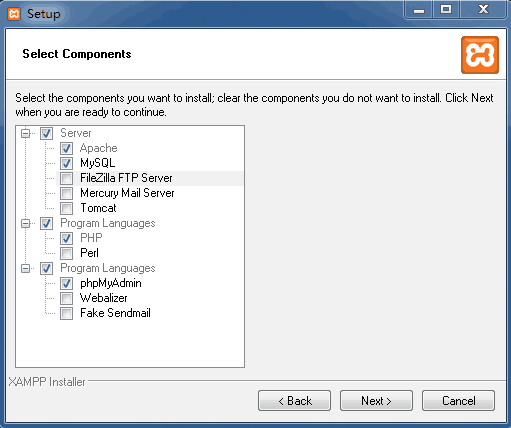 Setup
Select Components
Select the components you want to install; clear the components you do not want to install. Click Next
when you are ready to continue.
Server
Apache
MySQL
FileZilla FTP Server
Mercury Mail Server
Tomcat
Program Languages
PHP
Perl
Program Languages
phpMyAdmin
Webalizer
Fake Sendmail
XAMPP Installer
< Back
Next >
Cancel